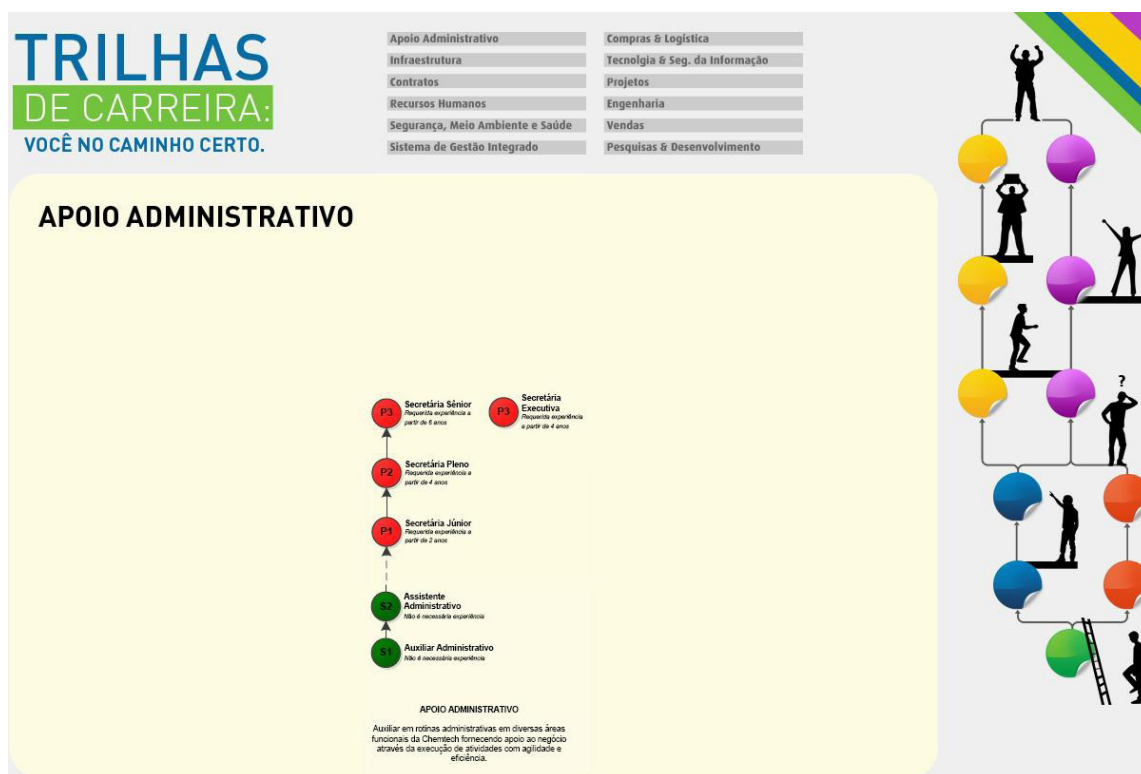 TRILHAS
DE CARREIRA:
VOCÊ NO CAMINHO CERTO.
Apoio Administrativo
Infraestrutura
Contratos
Recursos Humanos
Segurança, Meio Ambiente e Saúde
Sistema de Gestão Integrado
Compras & Logística
Tecnolgia & Seg. da Informação
Projetos
Engenharia
Vendas
Pesquisas & Desenvolvimento
APOIO ADMINISTRATIVO
P3
Secretária Sênior
Requerida experiência a
partir de 6 anos
P3
Secretária
Executiva
Requerida experiência
a partir de 4 anos
P2
Secretária Pleno
Requerida experiência a
partir de 4 anos
P1
Secretária Júnior
Requerida experiência a
partir de 2 anos
S2
Assistente
Administrativo
Não é necessária experiência
S1
Auxiliar Administrativo
Não é necessária experiência
APOIO ADMINISTRATIVO
Auxiliar em rotinas administrativas em diversas áreas
funcionais da Chemtech fornecendo apoio ao negócio
através da execução de atividades com agilidade e
eficiência.
?